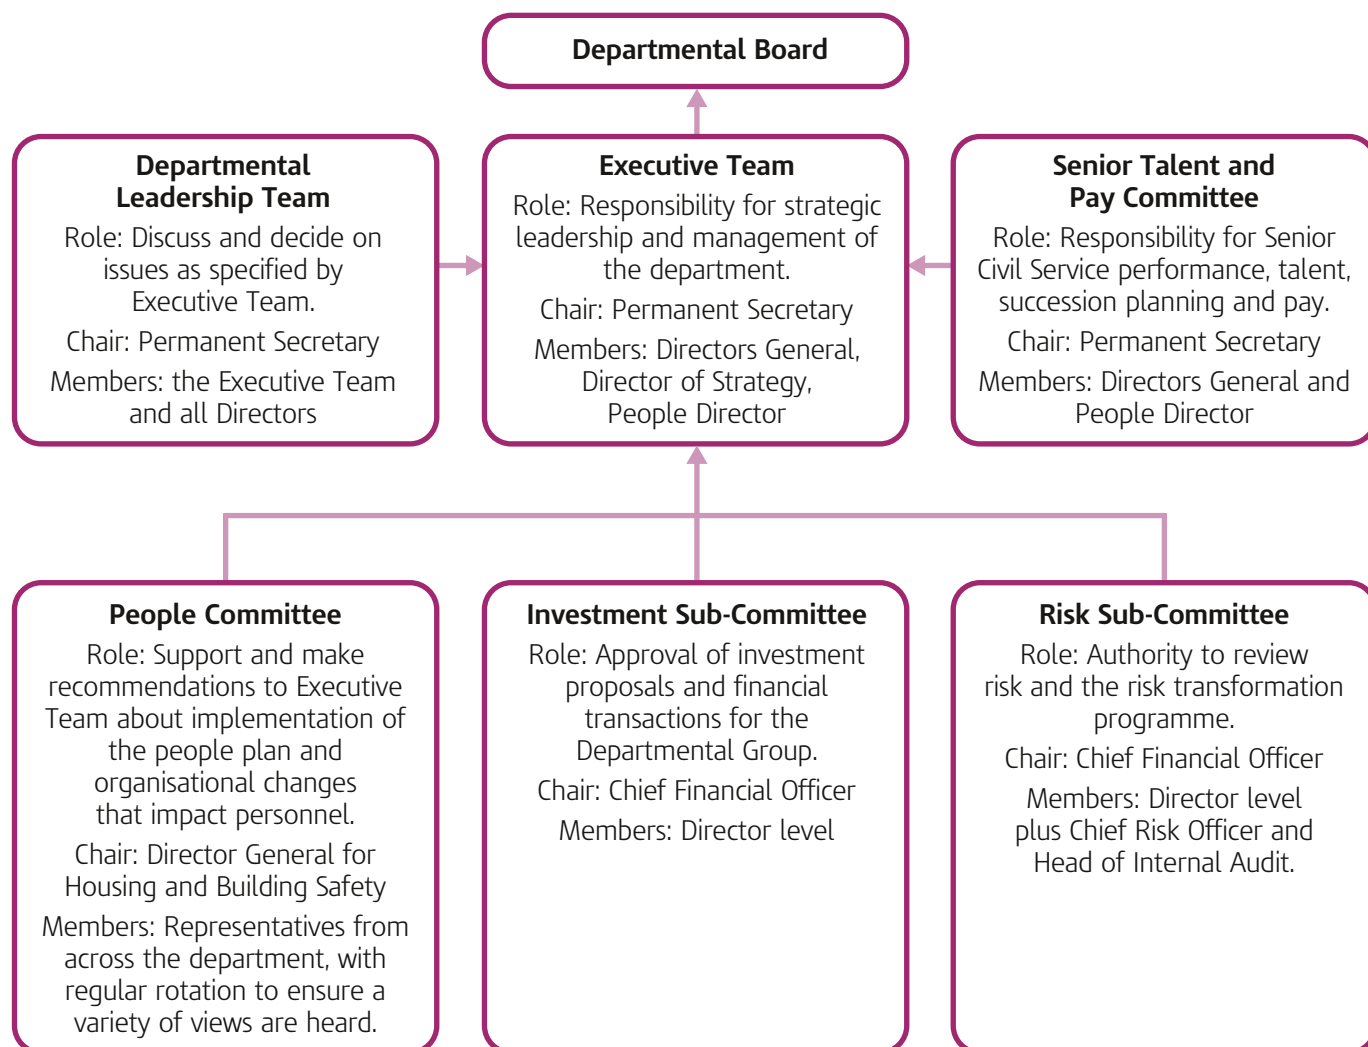 Departmental Board
Departmental
Leadership Team
Role: Discuss and decide on
issues as specified by
Executive Team.
Chair: Permanent Secretary
Members: the Executive Team
and all Directors
Executive Team
Role: Responsibility for strategic
leadership and management of
the department.
Chair: Permanent Secretary
Members: Directors General,
Director of Strategy,
People Director
Senior Talent and
Pay Committee
Role: Responsibility for Senior
Civil Service performance, talent,
succession planning and pay.
Chair: Permanent Secretary
Members: Directors General and
People Director
People Committee
Role: Support and make
recommendations to Executive
Team about implementation of
the people plan and
organisational changes
that impact personnel.
Chair: Director General for
Housing and Building Safety
Members: Representatives from
across the department, with
regular rotation to ensure a
variety of views are heard.
Investment Sub-Committee
Role: Approval of investment
proposals and financial
transactions for the
Departmental Group.
Chair: Chief Financial Officer
Members: Director level
Risk Sub-Committee
Role: Authority to review
risk and the risk transformation
programme.
Chair: Chief Financial Officer
Members: Director level
plus Chief Risk Officer and
Head of Internal Audit.